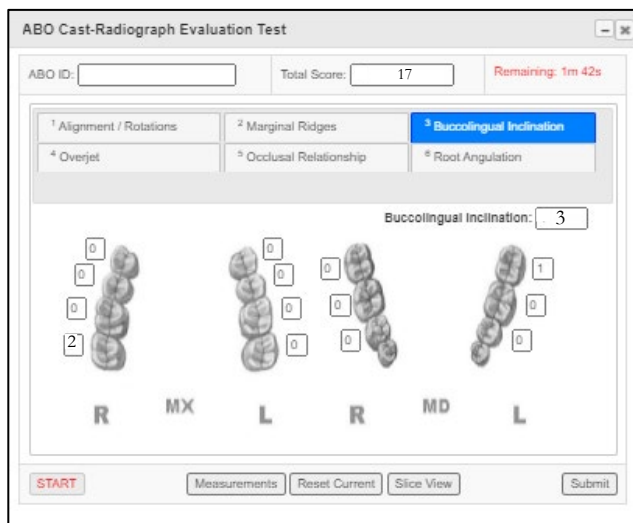 ABO Cast-Radiograph Evaluation Test
ABO ID: Total Score: 17 Remaining: 1m 42s
1 Alignment / Rotations 2 Marginal Ridges 3 Buccolingual Inclination
4 Overjet 5 Occlusal Relationship 6 Root Angulation
Buccolingual Inclination: 3
0 0
0 0 0 1
0 0 0 0
2 0 0 0
R MX L R MD L
START Measurements Reset Current Slice View Submit